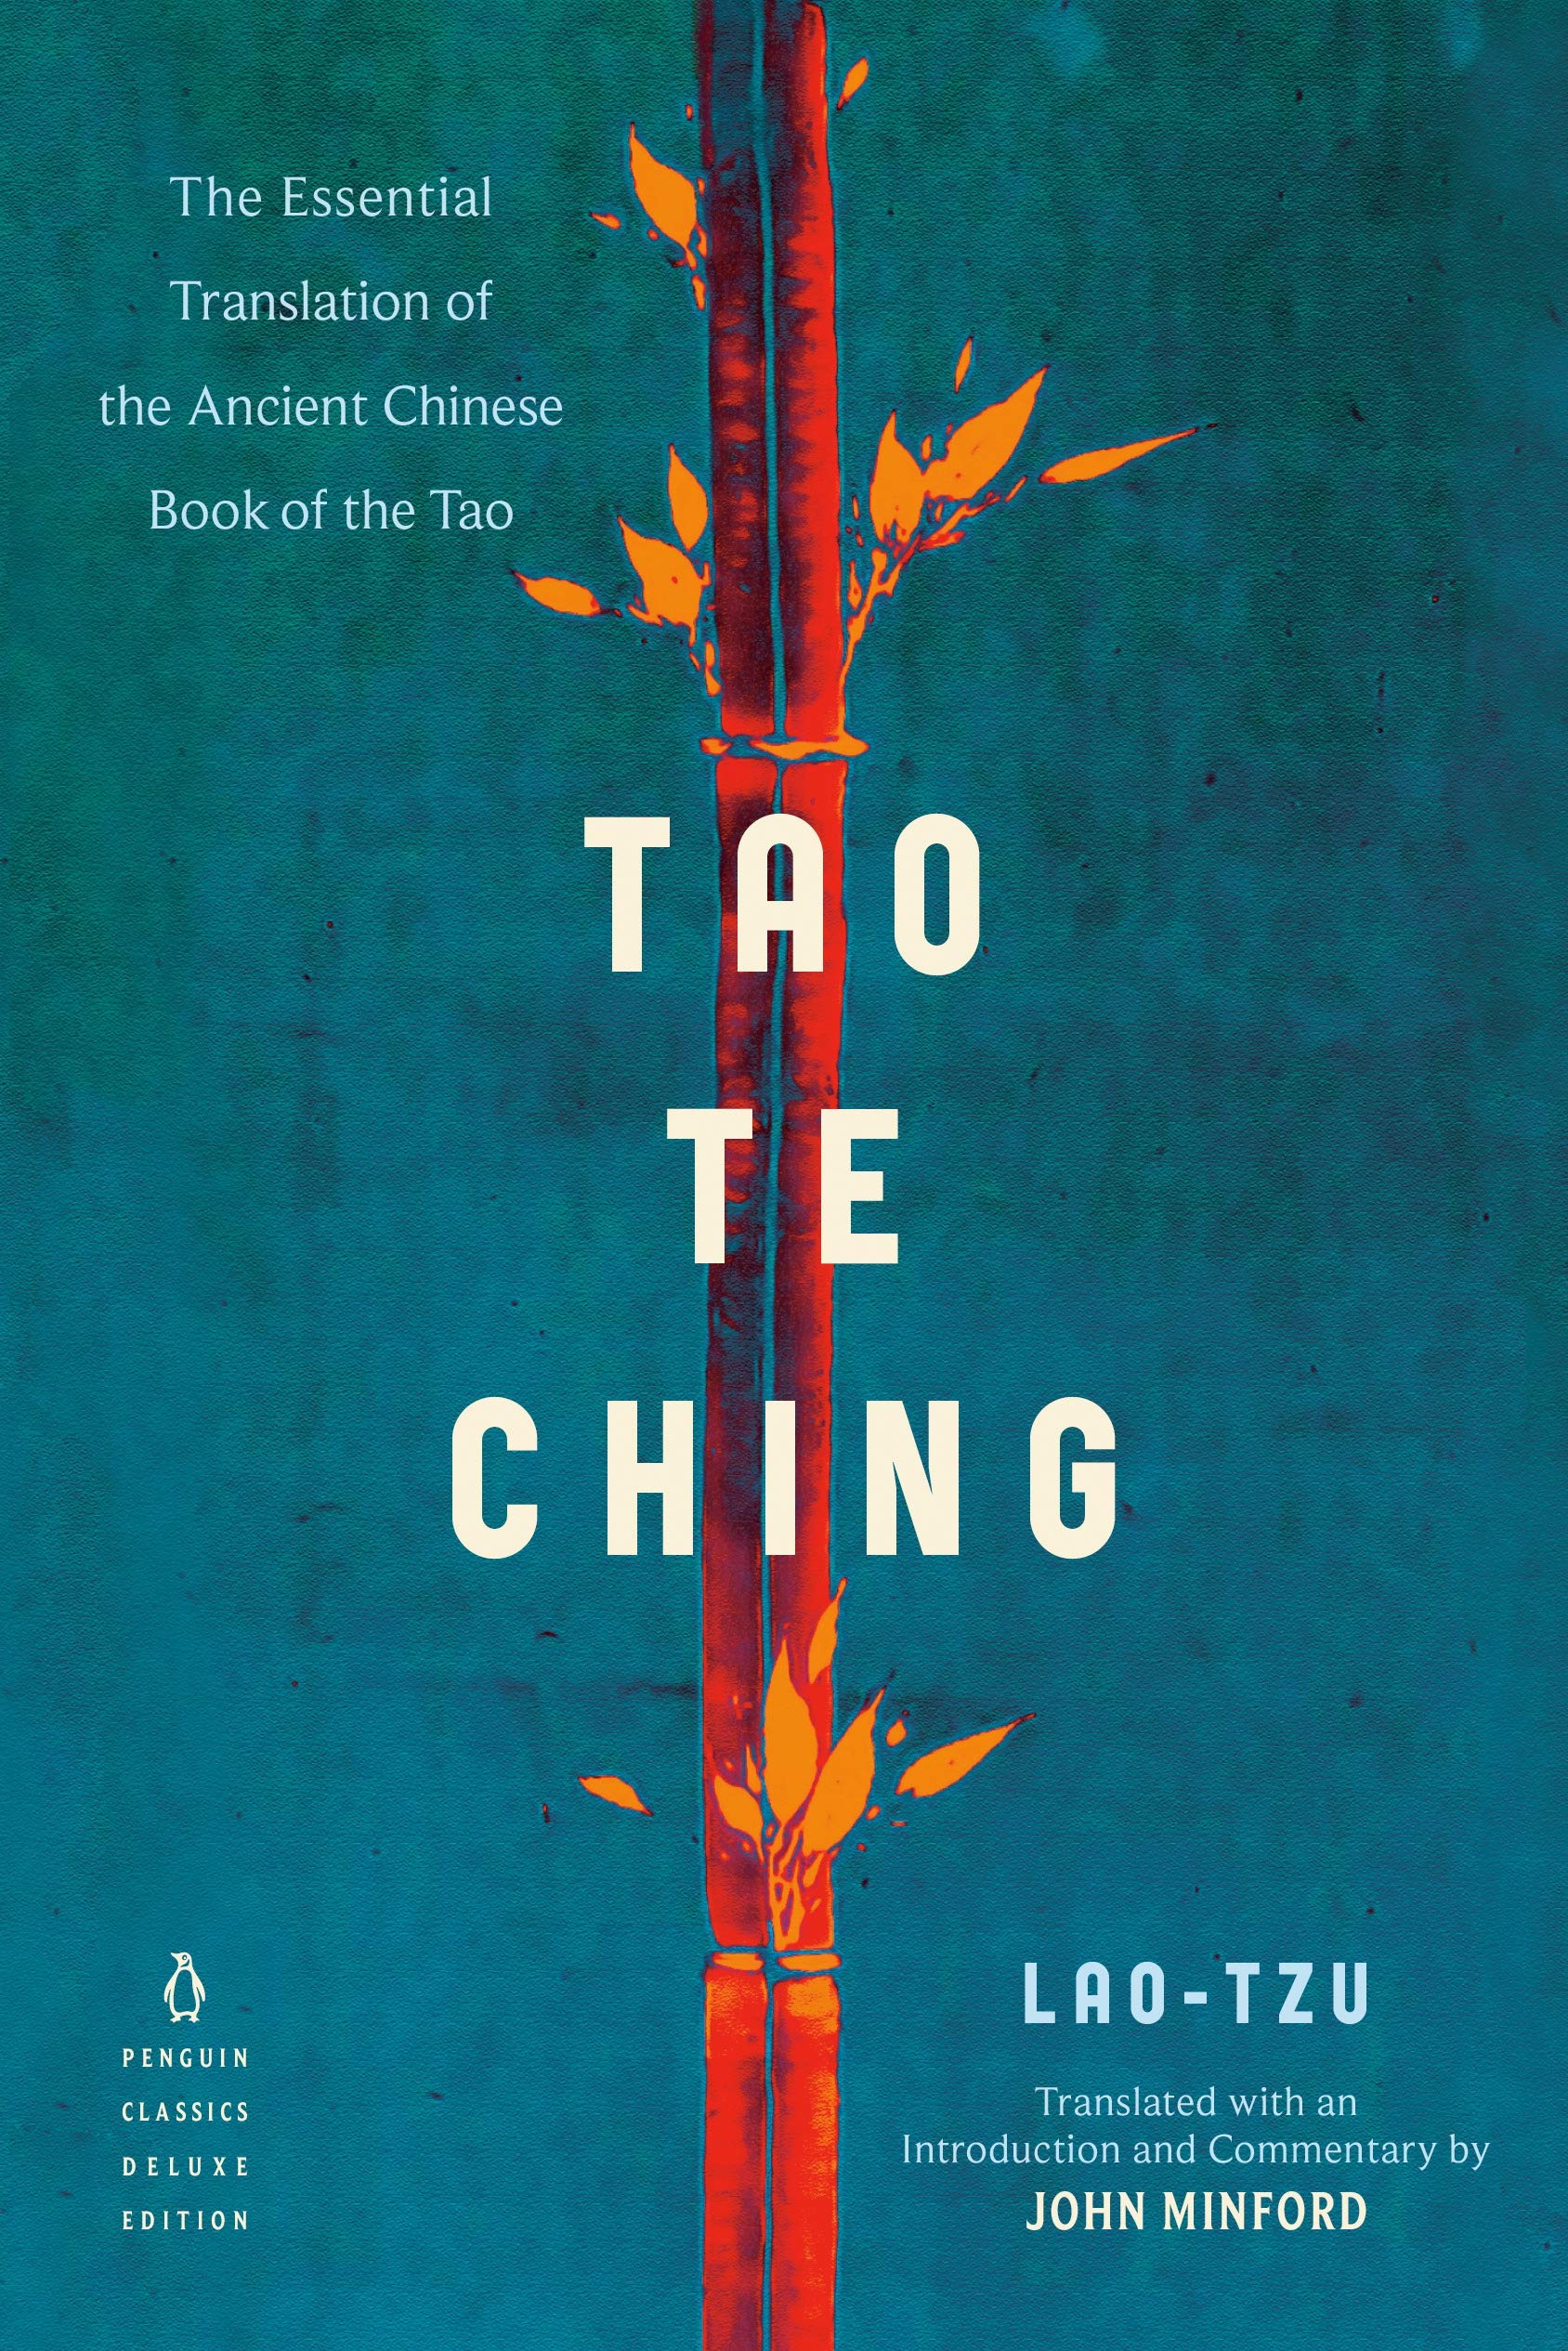 The Essential
Translation of
the Ancient Chinese
Book of the Tao
TAO
TE
CHING
PENGUIN
CLASSICS
DELUXE
EDITION
LAO-TZU
Translated with an
Introduction and Commentary by
JOHN MINFORD